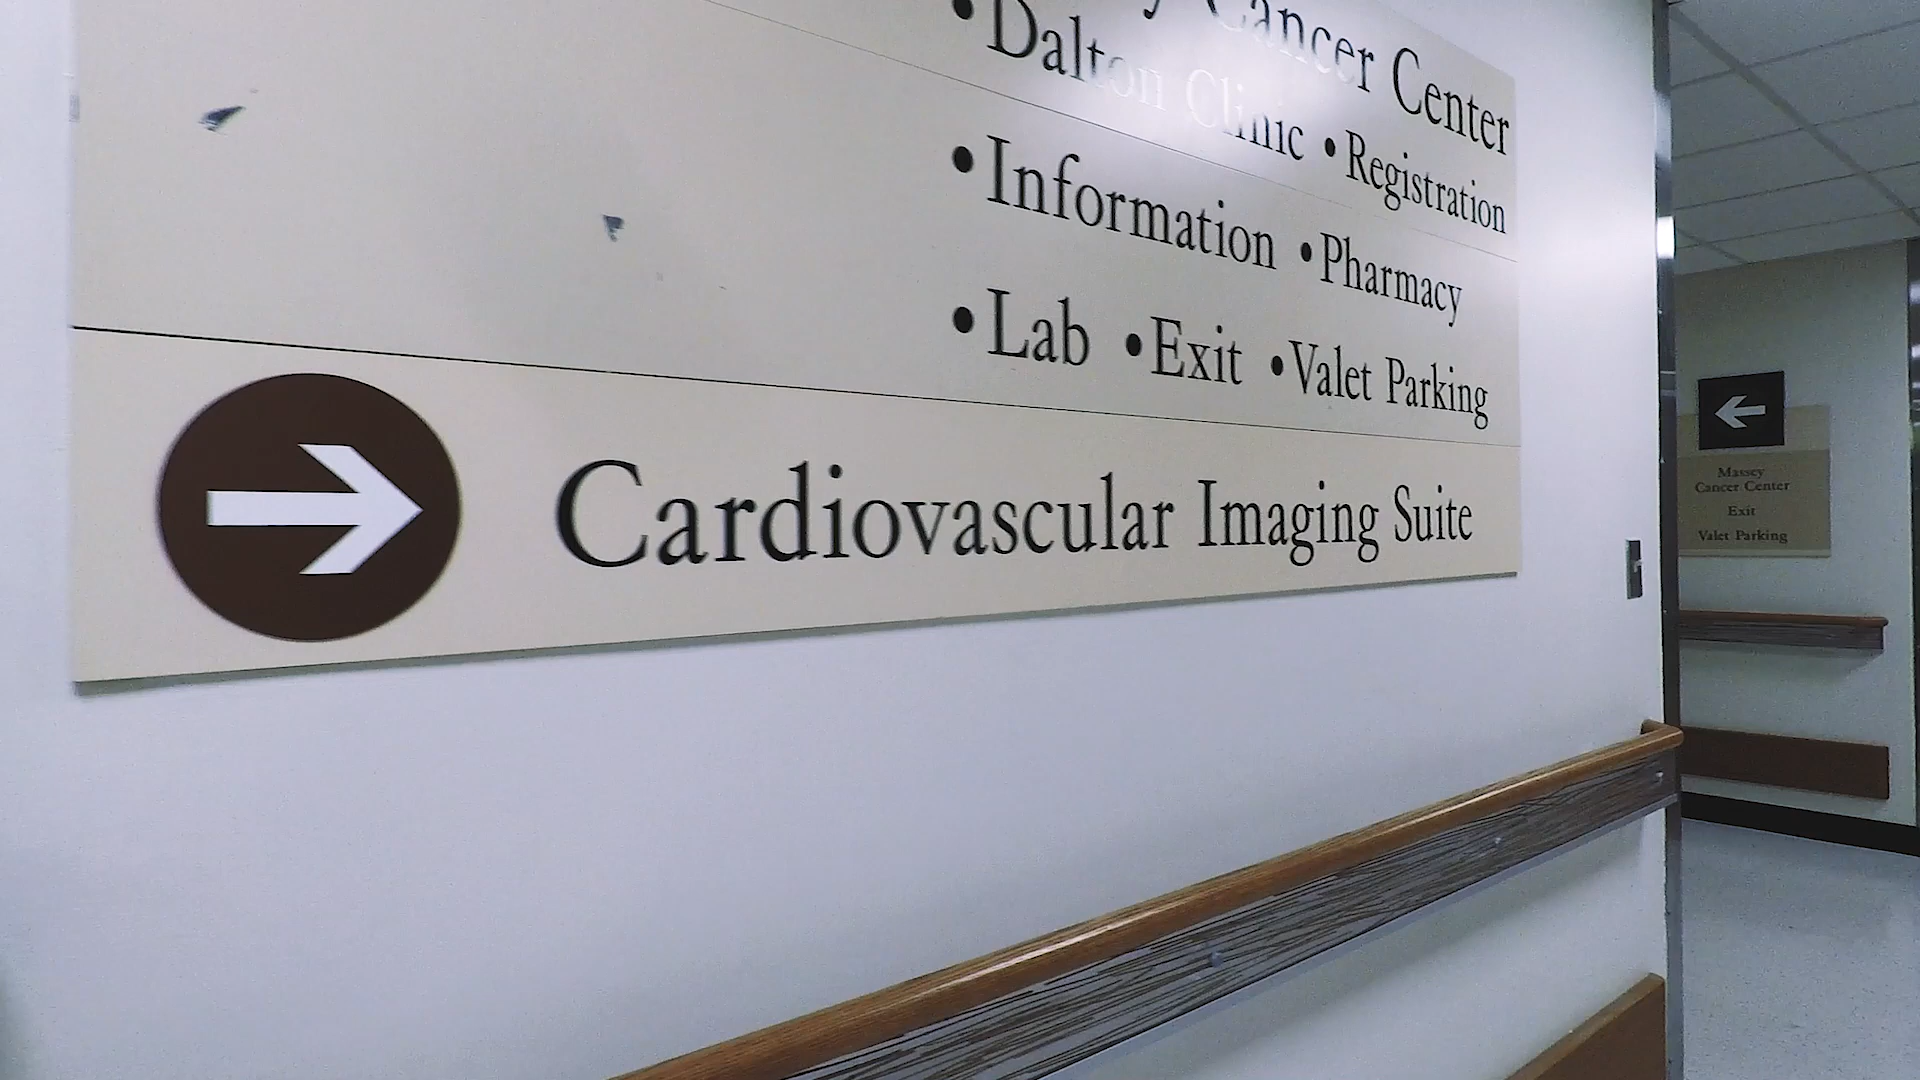 Cancer Center
•Dalton Clinic •Registration
•Information •Pharmacy
•Lab •Exit •Valet Parking
Cardiovascular Imaging Suite
Massey
Cancer Center
Exit
Valet Parking